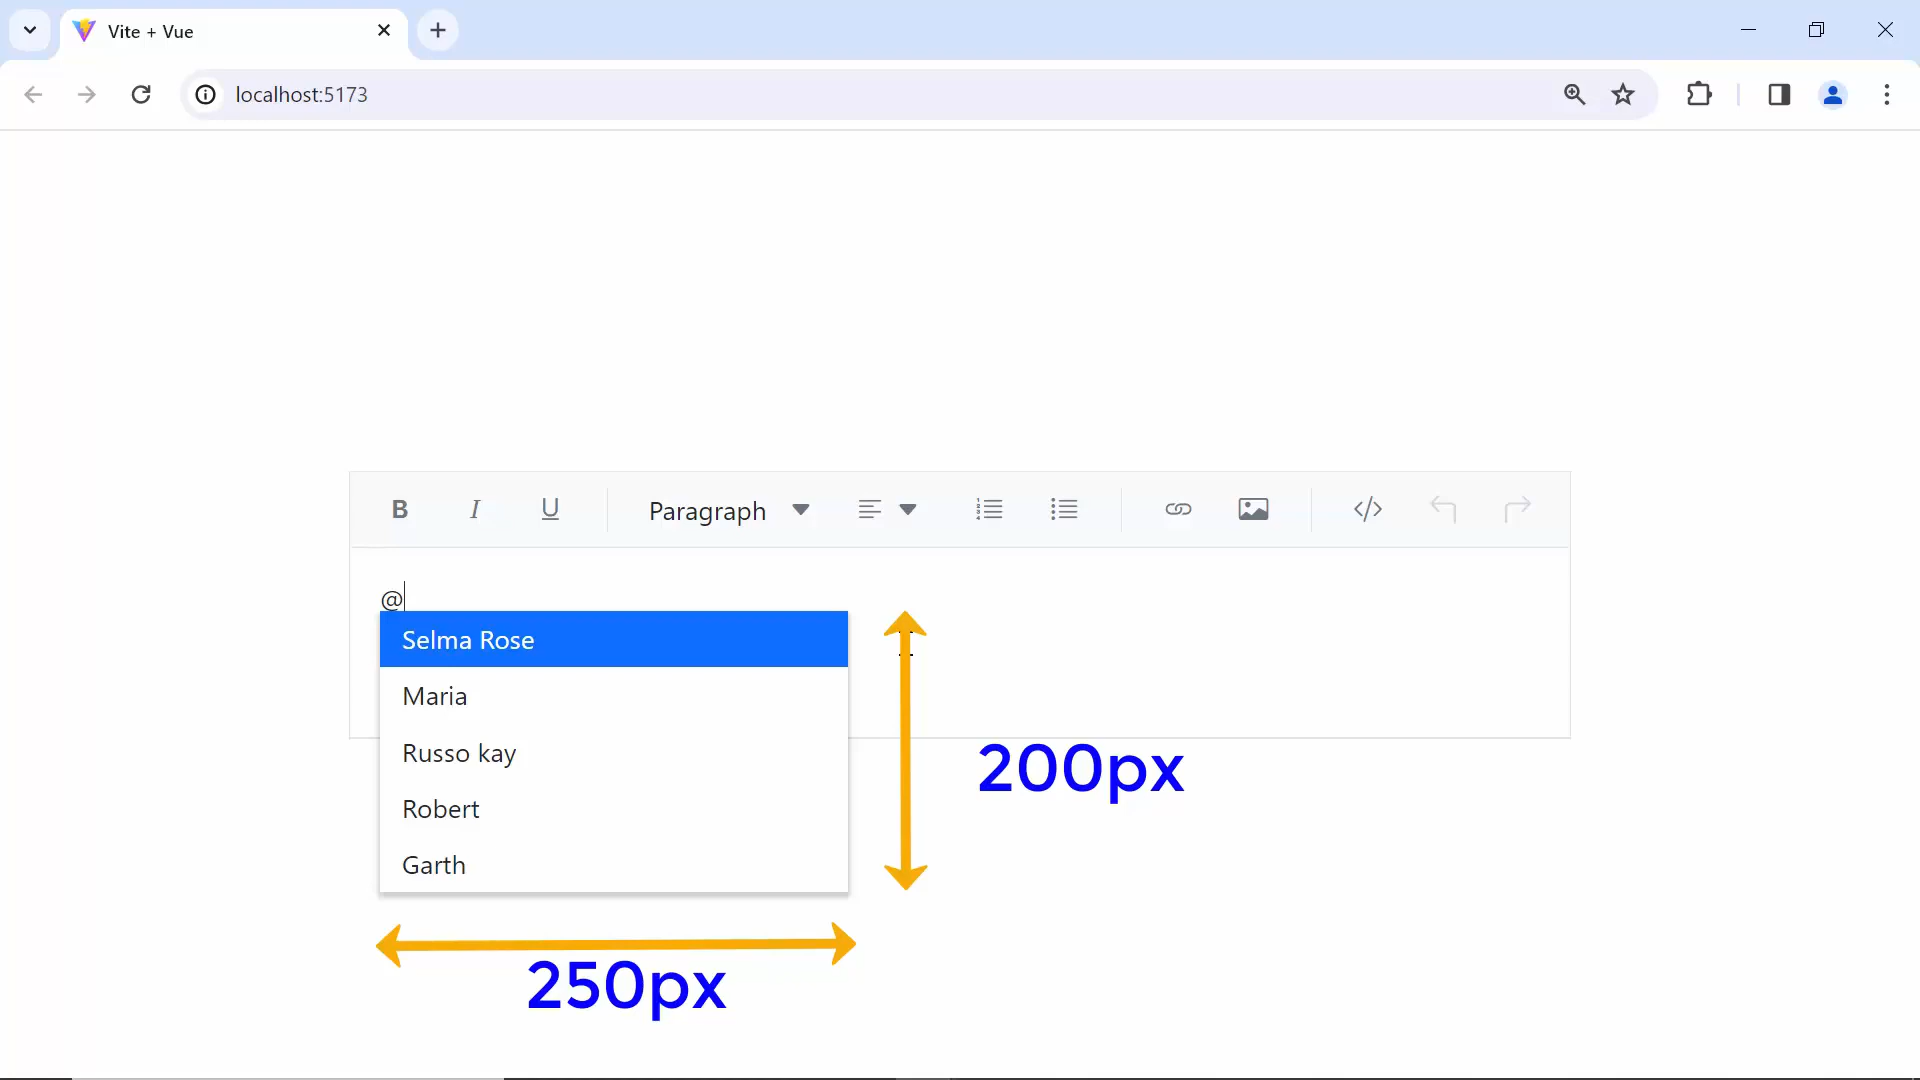 Vite + Vue
localhost:5173
B I U Paragraph
@
Selma Rose
Maria
Russo kay
Robert
Garth
200px
250px